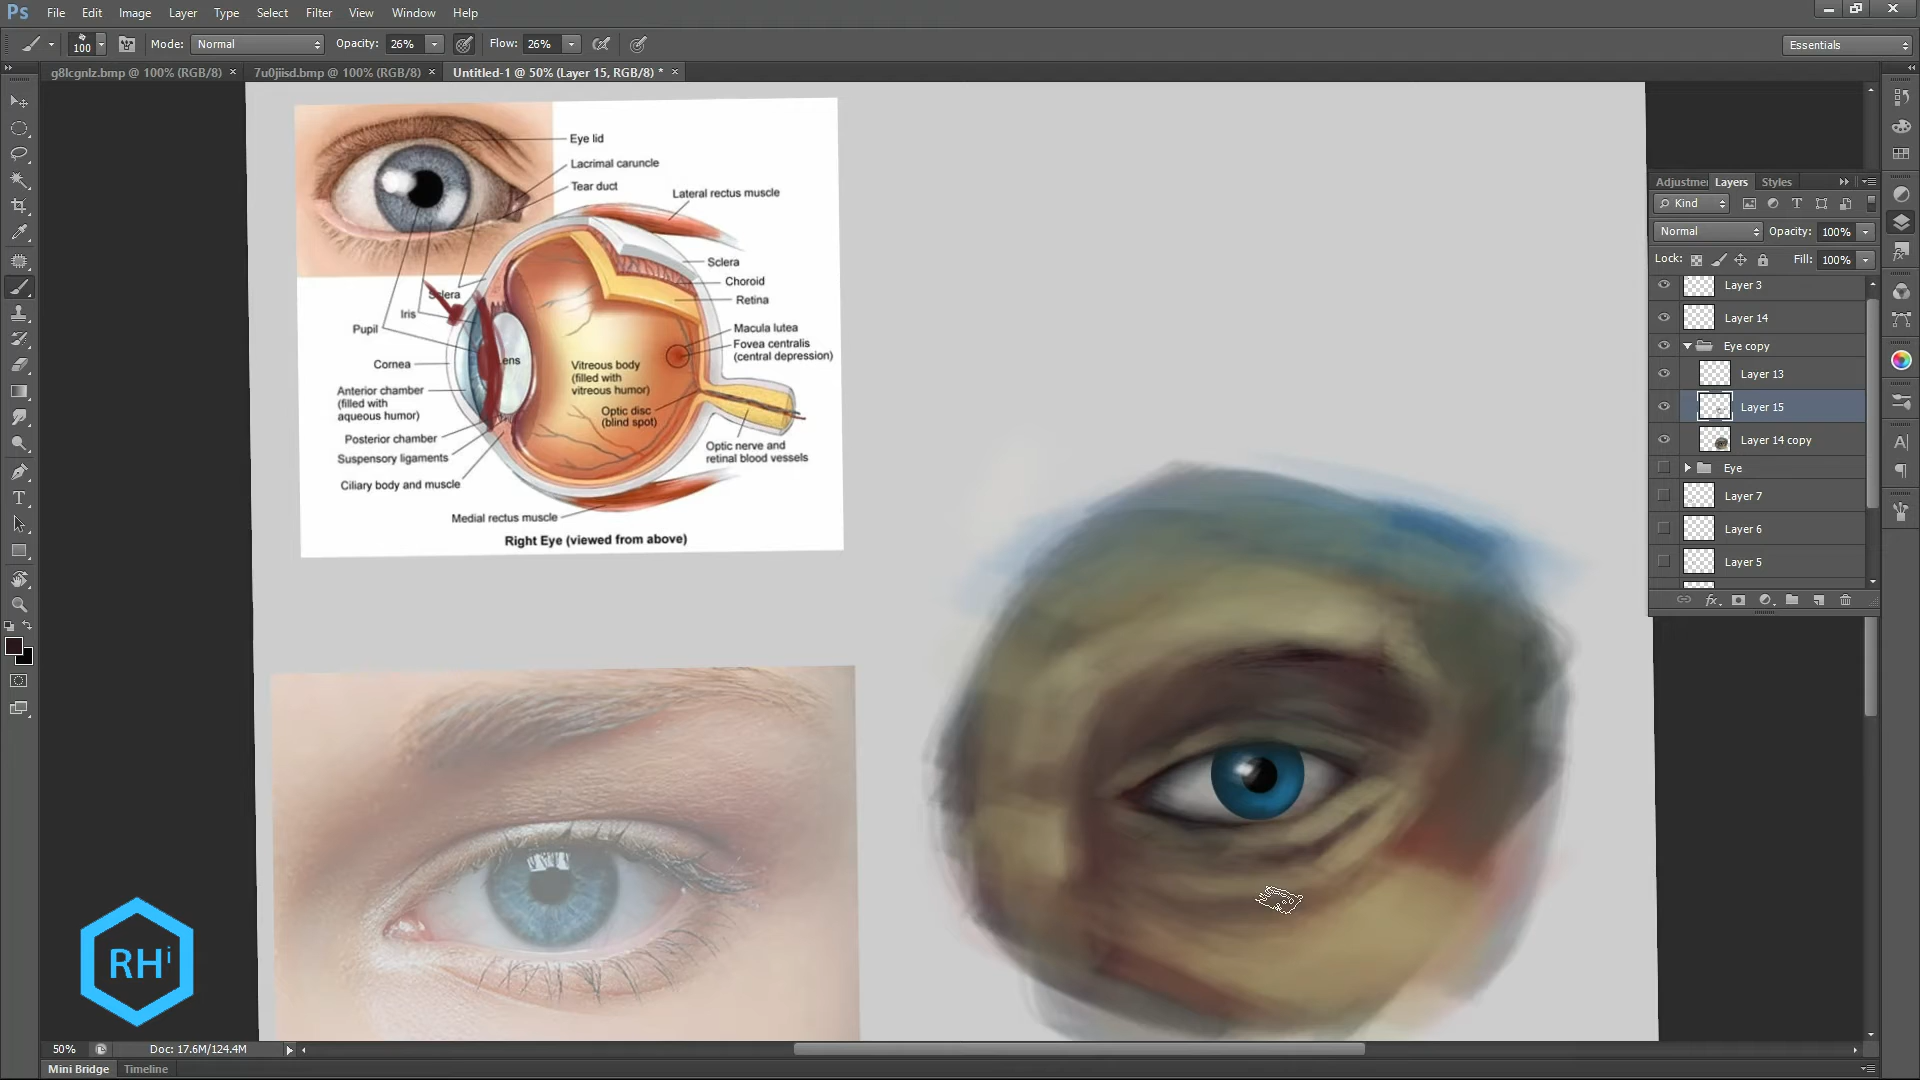 Ps File Edit Image Layer Type Select Filter View Window Help
100 Mode: Normal Opacity: 26% Flow: 26% Essentials
g8lcgnlz.bmp @ 100% (RGB/8) × 7u0jiisd.bmp @ 100% (RGB/8) × Untitled-1 @ 50% (Layer 15, RGB/8) * ×
Eye lid
Lacrimal caruncle
Tear duct
Lateral rectus muscle
Sclera
Choroid
Retina
Sclera
Iris
Pupil
Macula lutea
Fovea centralis
(central depression)
Cornea
Lens
Vitreous body
(filled with
vitreous humor)
Anterior chamber
(filled with
aqueous humor)
Optic disc
(blind spot)
Posterior chamber
Suspensory ligaments
Optic nerve and
retinal blood vessels
Ciliary body and muscle
Medial rectus muscle
Right Eye (viewed from above)
Adjustmen Layers Styles
Kind
Normal Opacity: 100%
Lock: Fill: 100%
Layer 3
Layer 14
Eye copy
Layer 13
Layer 15
Layer 14 copy
Eye
Layer 7
Layer 6
Layer 5
fx
RHi
50% Doc: 17.6M/124.4M
Mini Bridge Timeline